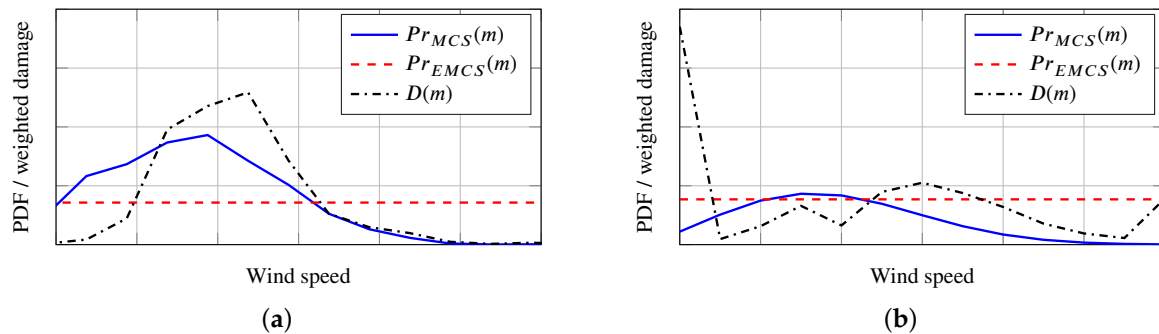 PDF / weighted damage
Pr_MCS(m)
Pr_EMCS(m)
D(m)
Wind speed
(a)
PDF / weighted damage
Pr_MCS(m)
Pr_EMCS(m)
D(m)
Wind speed
(b)